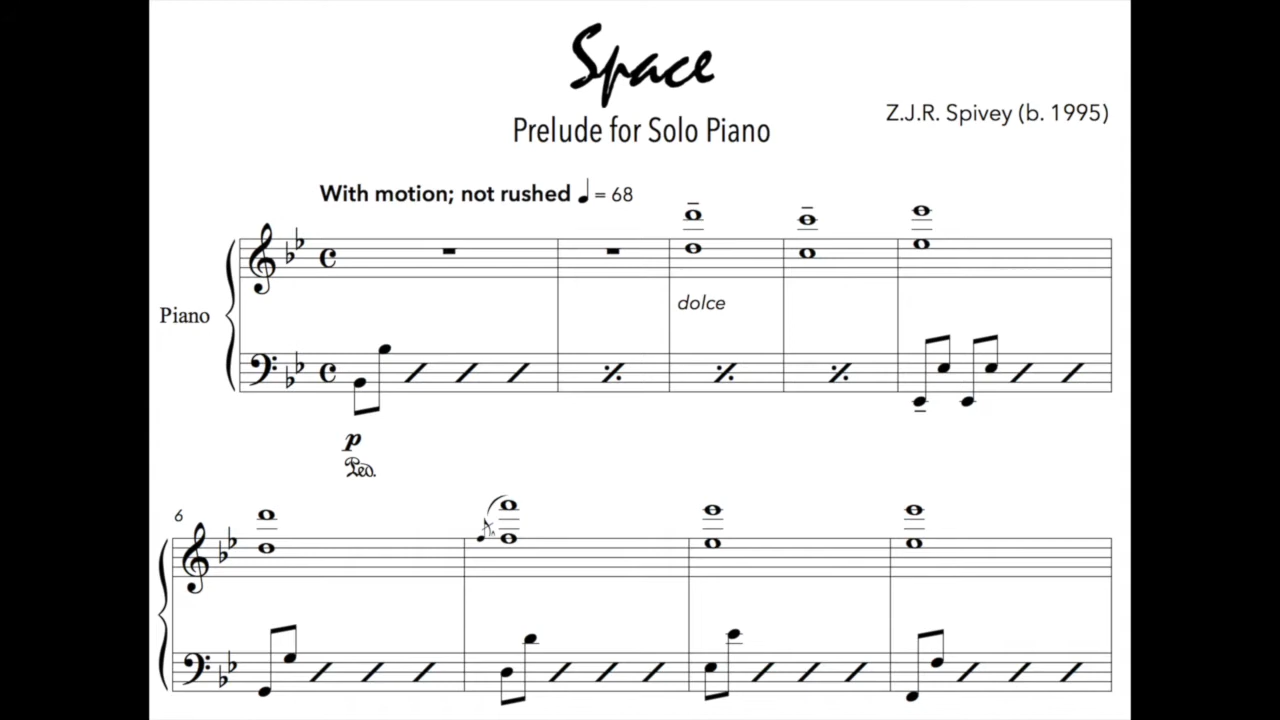 Space
Prelude for Solo Piano
Z.J.R. Spivey (b. 1995)
With motion; not rushed ♩ = 68
dolce
Piano
p
Ped.
6